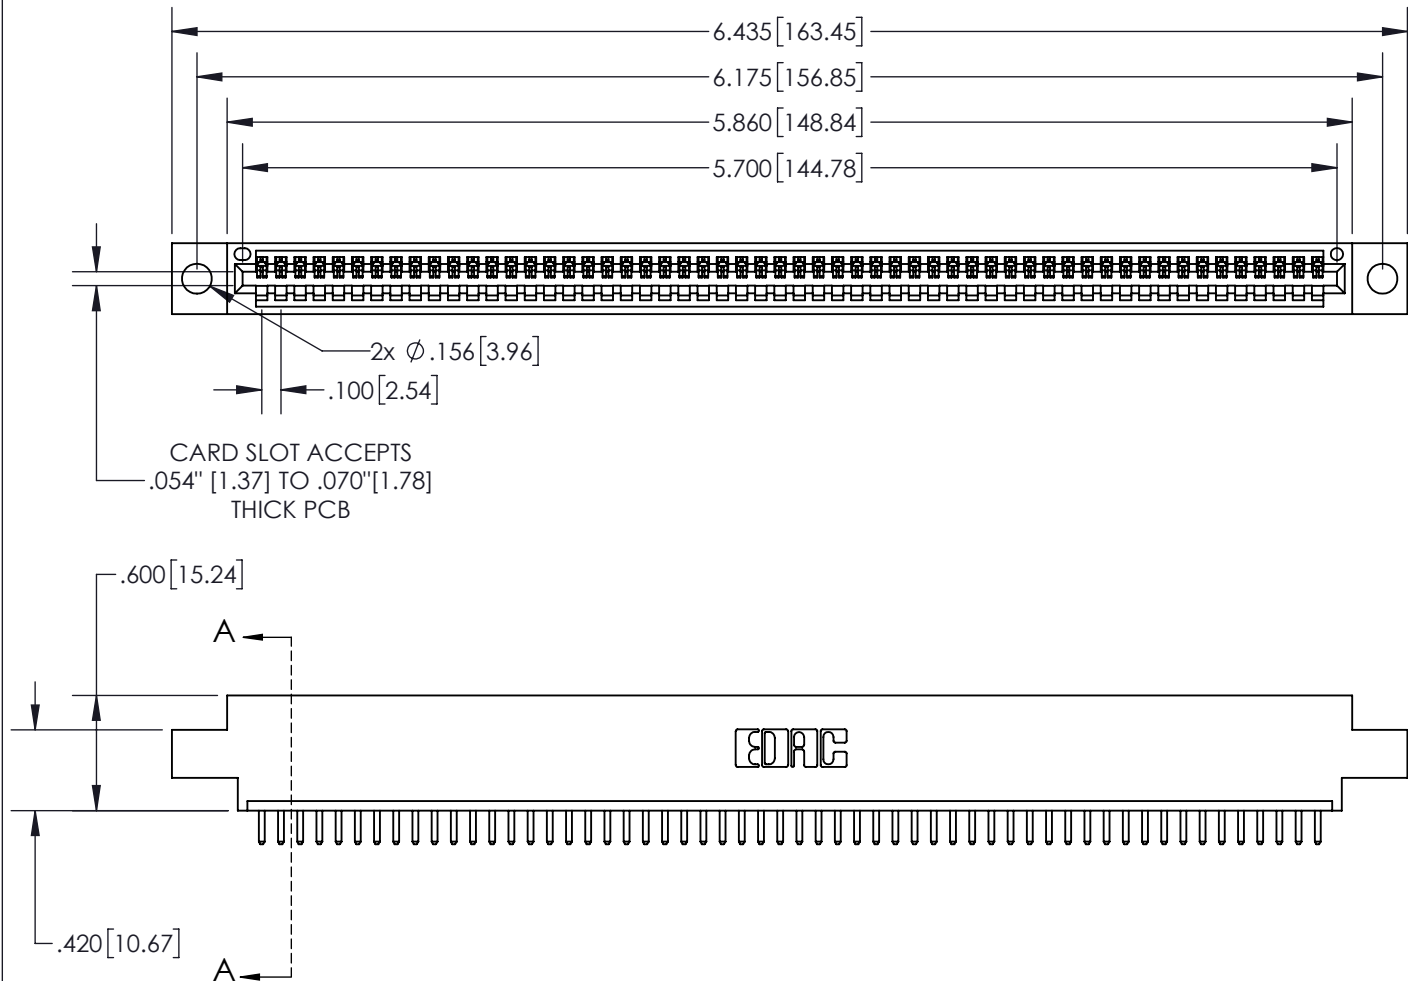 6.435[163.45]
6.175[156.85]
5.860[148.84]
5.700[144.78]
2x Ø.156[3.96]
.100[2.54]
CARD SLOT ACCEPTS
.054" [1.37] TO .070"[1.78]
THICK PCB
.600[15.24]
A
EDAC
.420[10.67]
A